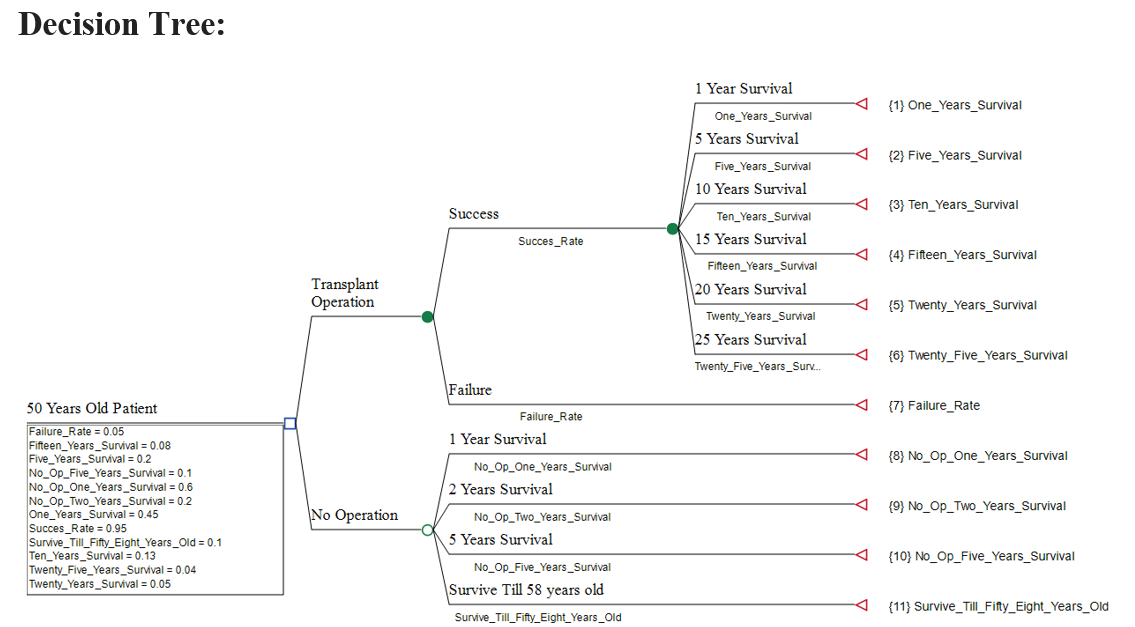 Decision Tree:
1 Year Survival
One_Years_Survival
{1} One_Years_Survival
5 Years Survival
Five_Years_Survival
{2} Five_Years_Survival
10 Years Survival
Ten_Years_Survival
{3} Ten_Years_Survival
Success
Succes_Rate
15 Years Survival
Fifteen_Years_Survival
{4} Fifteen_Years_Survival
20 Years Survival
Twenty_Years_Survival
{5} Twenty_Years_Survival
25 Years Survival
Twenty_Five_Years_Surv...
{6} Twenty_Five_Years_Survival
Transplant
Operation
Failure
Failure_Rate
{7} Failure_Rate
50 Years Old Patient
Failure_Rate = 0.05
Fifteen_Years_Survival = 0.08
Five_Years_Survival = 0.2
No_Op_Five_Years_Survival = 0.1
No_Op_One_Years_Survival = 0.6
No_Op_Two_Years_Survival = 0.2
One_Years_Survival = 0.45
Succes_Rate = 0.95
Survive_Till_Fifty_Eight_Years_Old = 0.1
Ten_Years_Survival = 0.13
Twenty_Five_Years_Survival = 0.04
Twenty_Years_Survival = 0.05
No Operation
1 Year Survival
No_Op_One_Years_Survival
{8} No_Op_One_Years_Survival
2 Years Survival
No_Op_Two_Years_Survival
{9} No_Op_Two_Years_Survival
5 Years Survival
No_Op_Five_Years_Survival
{10} No_Op_Five_Years_Survival
Survive Till 58 years old
Survive_Till_Fifty_Eight_Years_Old
{11} Survive_Till_Fifty_Eight_Years_Old